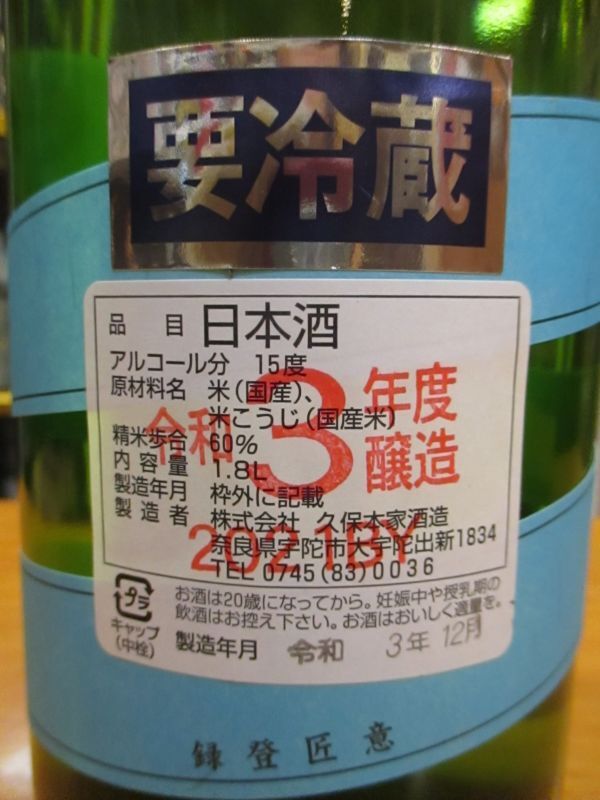 要冷蔵
品目 日本酒
アルコール分 15度
原材料名 米(国産)、
米こうじ(国産米)
精米歩合 60%
内容量 1.8L
製造年月 枠外に記載
製造者 株式会社 久保本家酒造
奈良県宇陀市大宇陀出新1834
TEL 0745(83)0036
令和3年度醸造
2021BY
お酒は20歳になってから。妊娠中や授乳期の
飲酒はお控え下さい。お酒はおいしく適量を。
プラ
キャップ
(中栓)
製造年月 令和 3年 12月
録登匠意